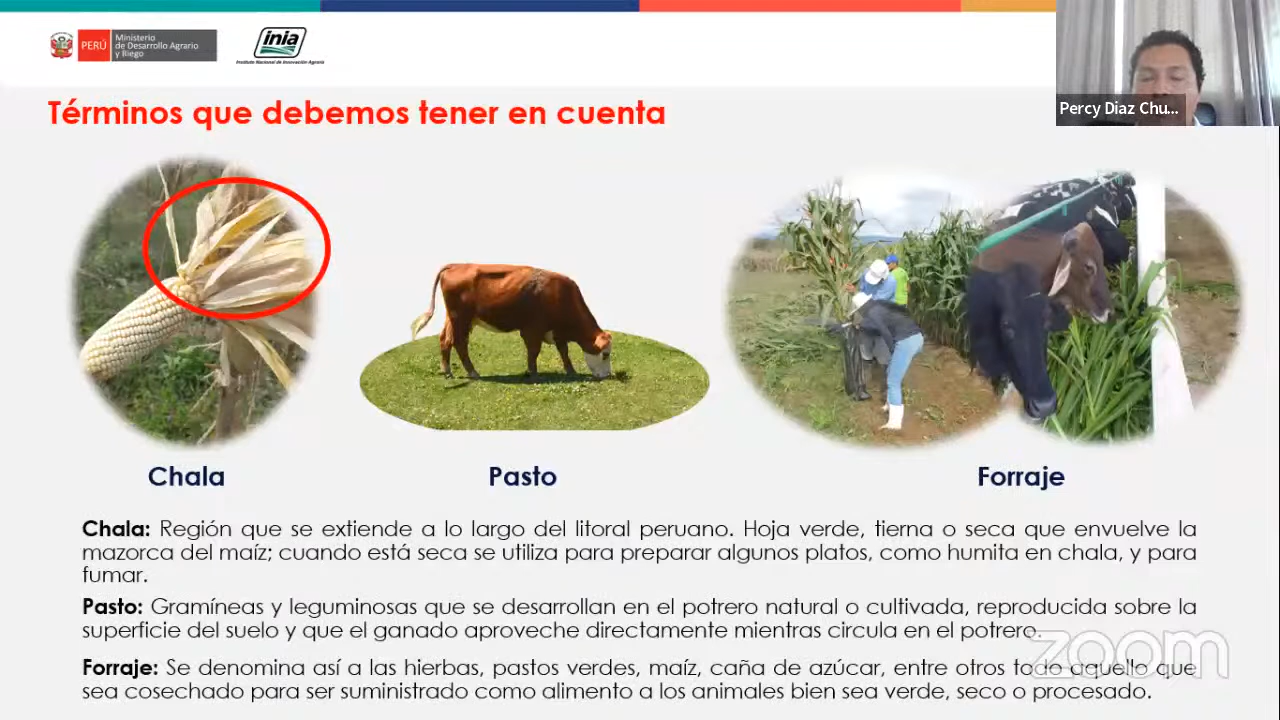 PERÚ
Ministerio
de Desarrollo Agrario
y Riego
inia
Instituto Nacional de Innovación Agraria
Percy Diaz Chu...
Términos que debemos tener en cuenta
Chala
Pasto
Forraje
Chala: Región que se extiende a lo largo del litoral peruano. Hoja verde, tierna o seca que envuelve la
mazorca del maíz; cuando está seca se utiliza para preparar algunos platos, como humita en chala, y para
fumar.
Pasto: Gramíneas y leguminosas que se desarrollan en el potrero natural o cultivada, reproducida sobre la
superficie del suelo y que el ganado aproveche directamente mientras circula en el potrero.
Forraje: Se denomina así a las hierbas, pastos verdes, maíz, caña de azúcar, entre otros todo aquello que
sea cosechado para ser suministrado como alimento a los animales bien sea verde, seco o procesado.
zoom